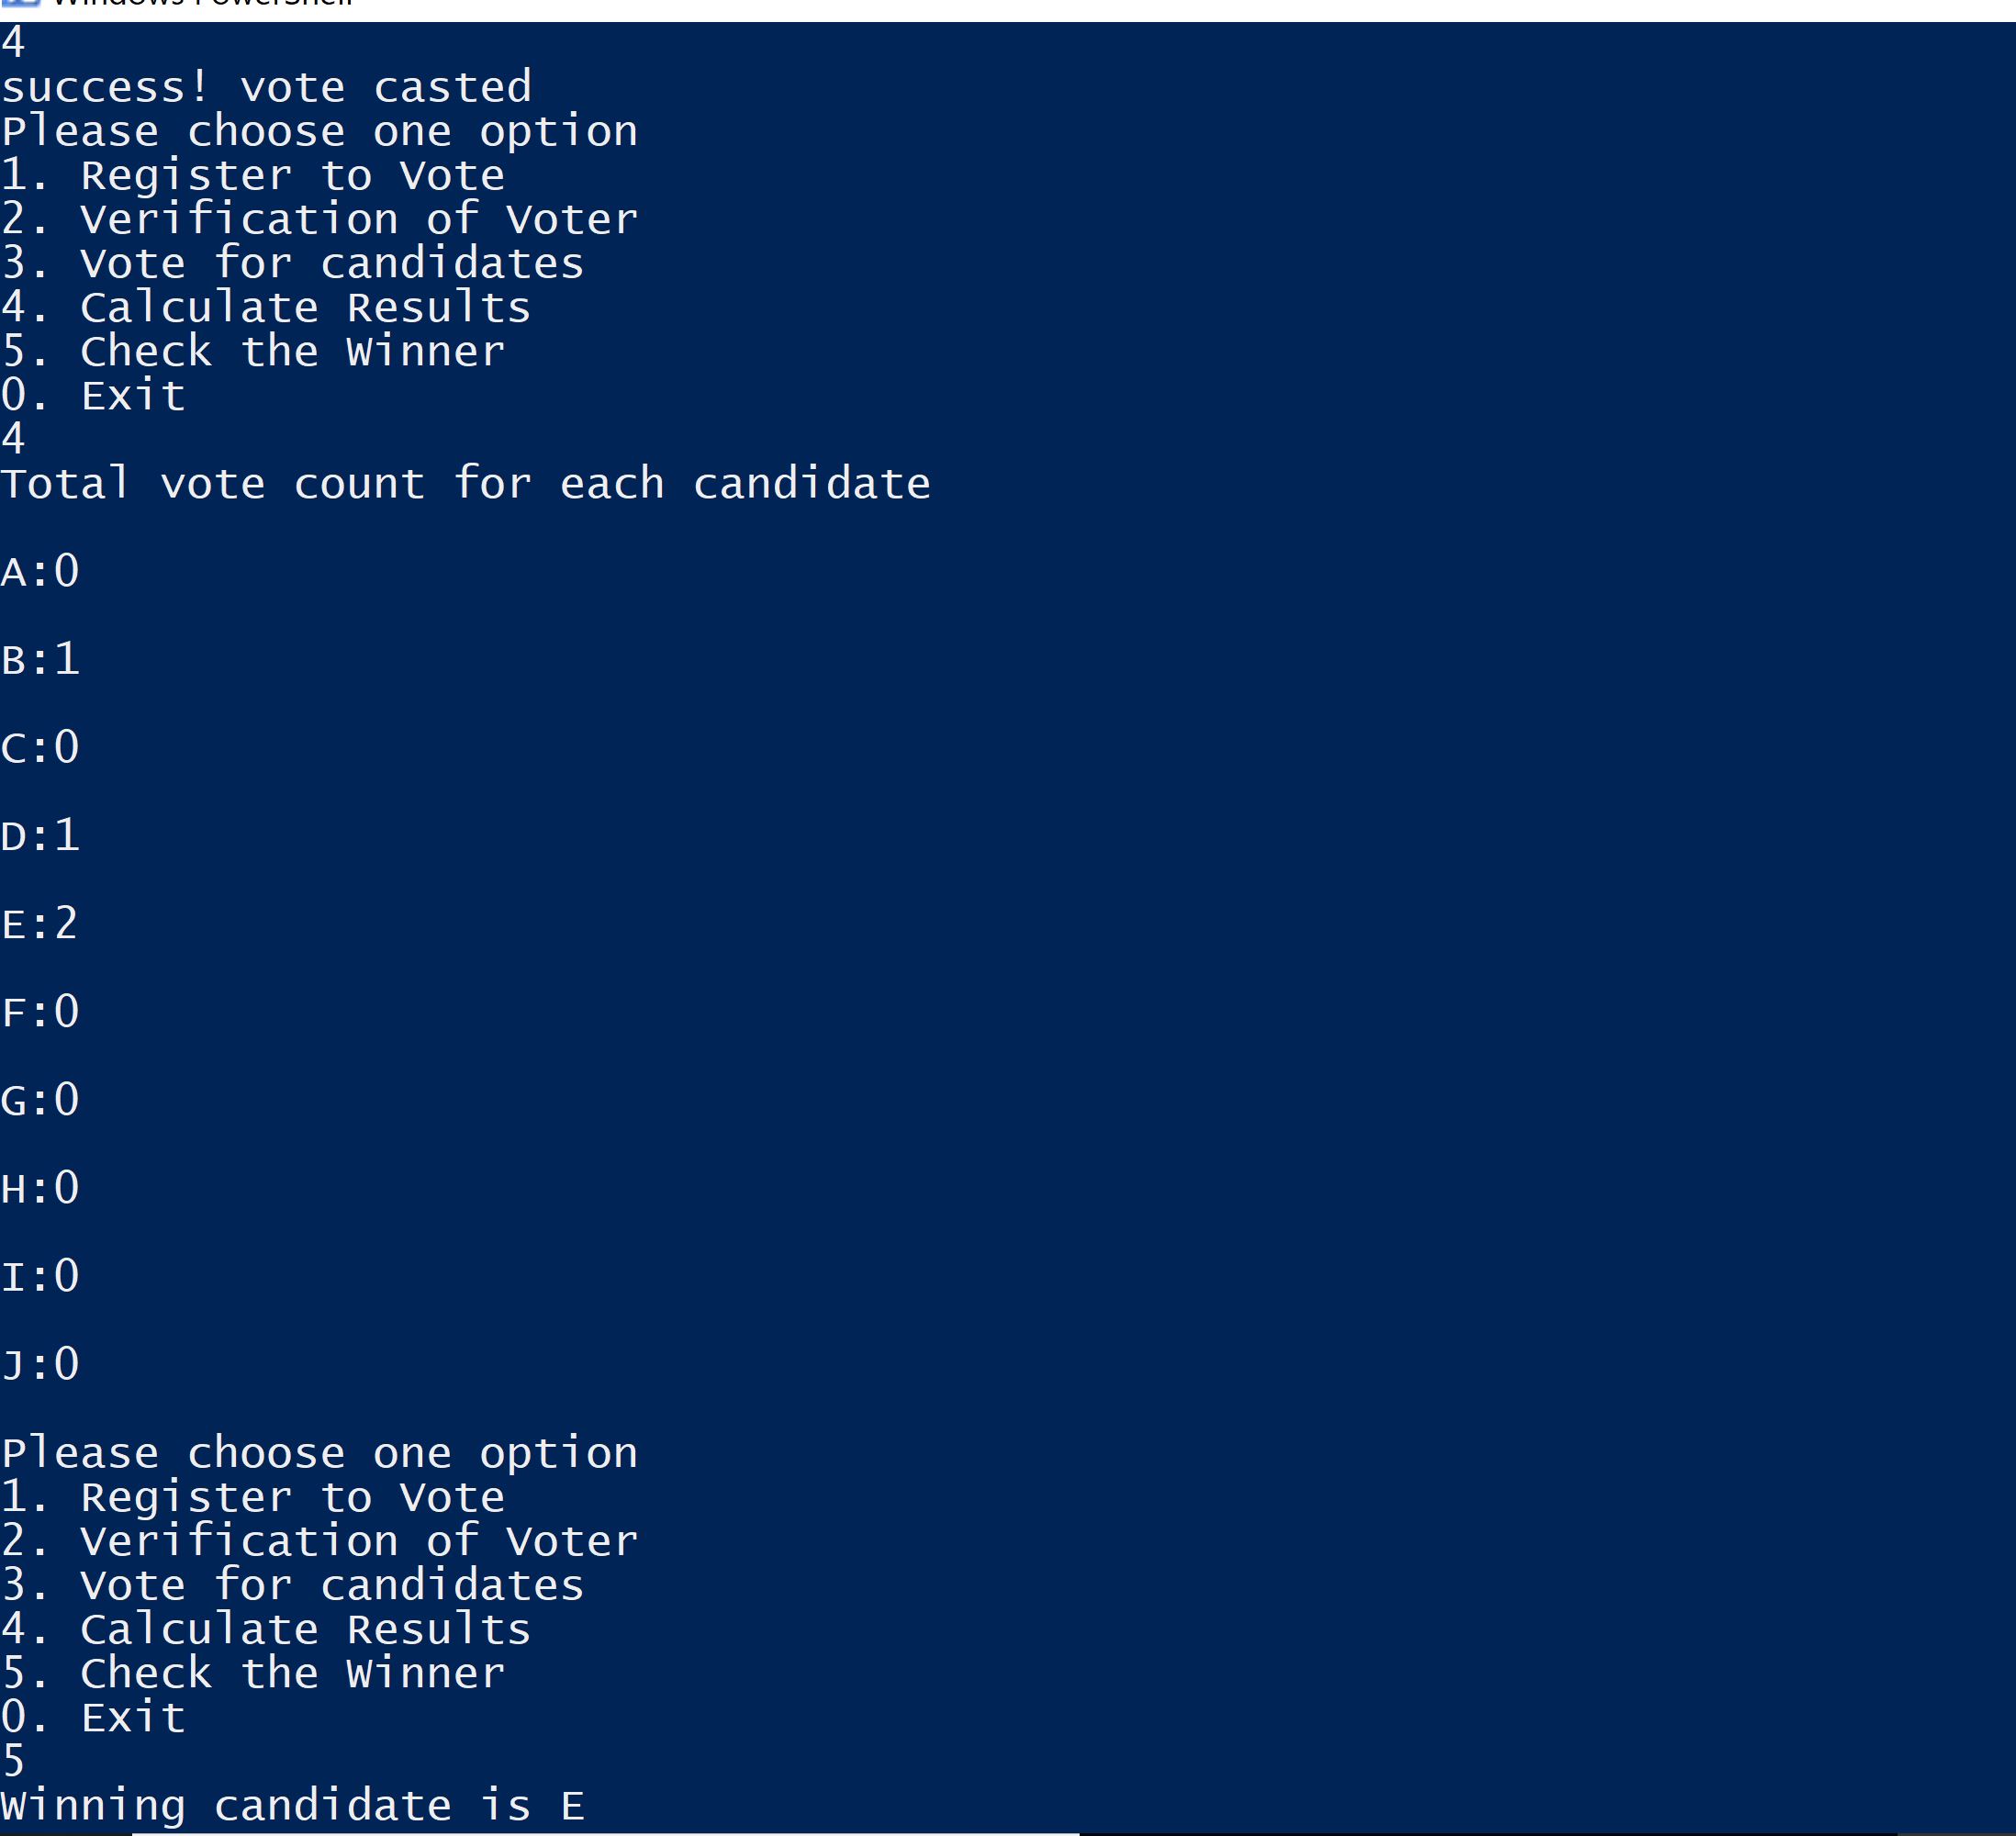 Windows PowerShell
4
success! vote casted
Please choose one option
1. Register to Vote
2. Verification of Voter
3. Vote for candidates
4. Calculate Results
5. Check the Winner
0. Exit
4
Total vote count for each candidate
A:0
B:1
C:0
D:1
E:2
F:0
G:0
H:0
I:0
J:0
Please choose one option
1. Register to Vote
2. Verification of Voter
3. Vote for candidates
4. Calculate Results
5. Check the Winner
0. Exit
5
Winning candidate is E